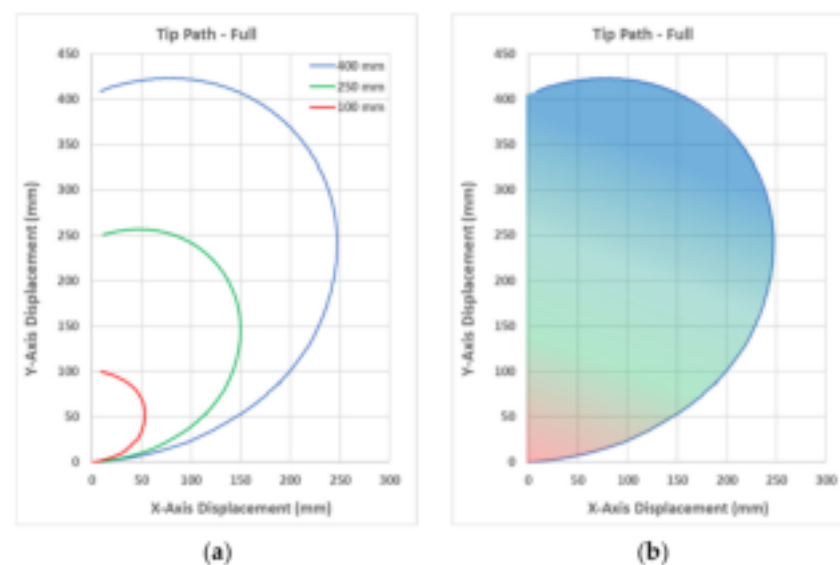 Tip Path - Full
450
400
350
300
250
200
150
100
50
0
400 mm
250 mm
100 mm
Y-Axis Displacement (mm)
0 50 100 150 200 250 300
X-Axis Displacement (mm)
(a)
Tip Path - Full
450
400
350
300
250
200
150
100
50
0
Y-Axis Displacement (mm)
0 50 100 150 200 250 300
X-Axis Displacement (mm)
(b)